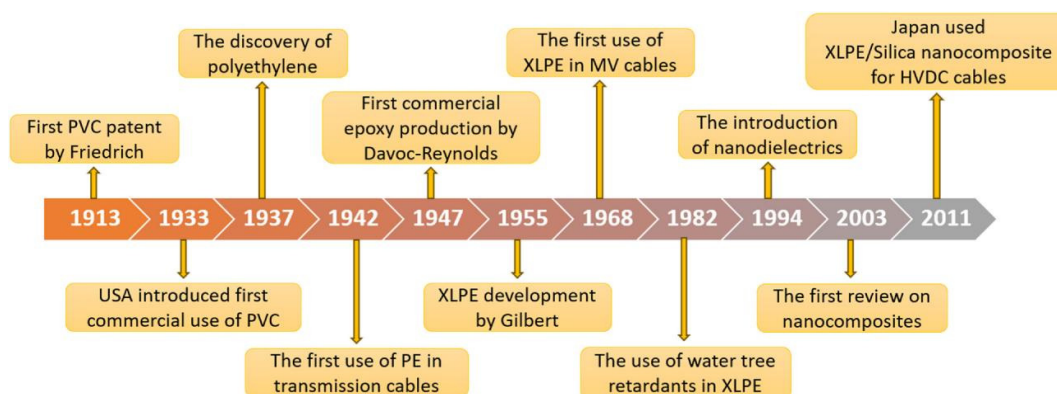 The discovery of
polyethylene
The first use of
XLPE in MV cables
Japan used
XLPE/Silica nanocomposite
for HVDC cables
First PVC patent
by Friedrich
First commercial
epoxy production by
Davoc-Reynolds
The introduction
of nanodielectrics
1913 1933 1937 1942 1947 1955 1968 1982 1994 2003 2011
USA introduced first
commercial use of PVC
XLPE development
by Gilbert
The first review on
nanocomposites
The first use of PE in
transmission cables
The use of water tree
retardants in XLPE